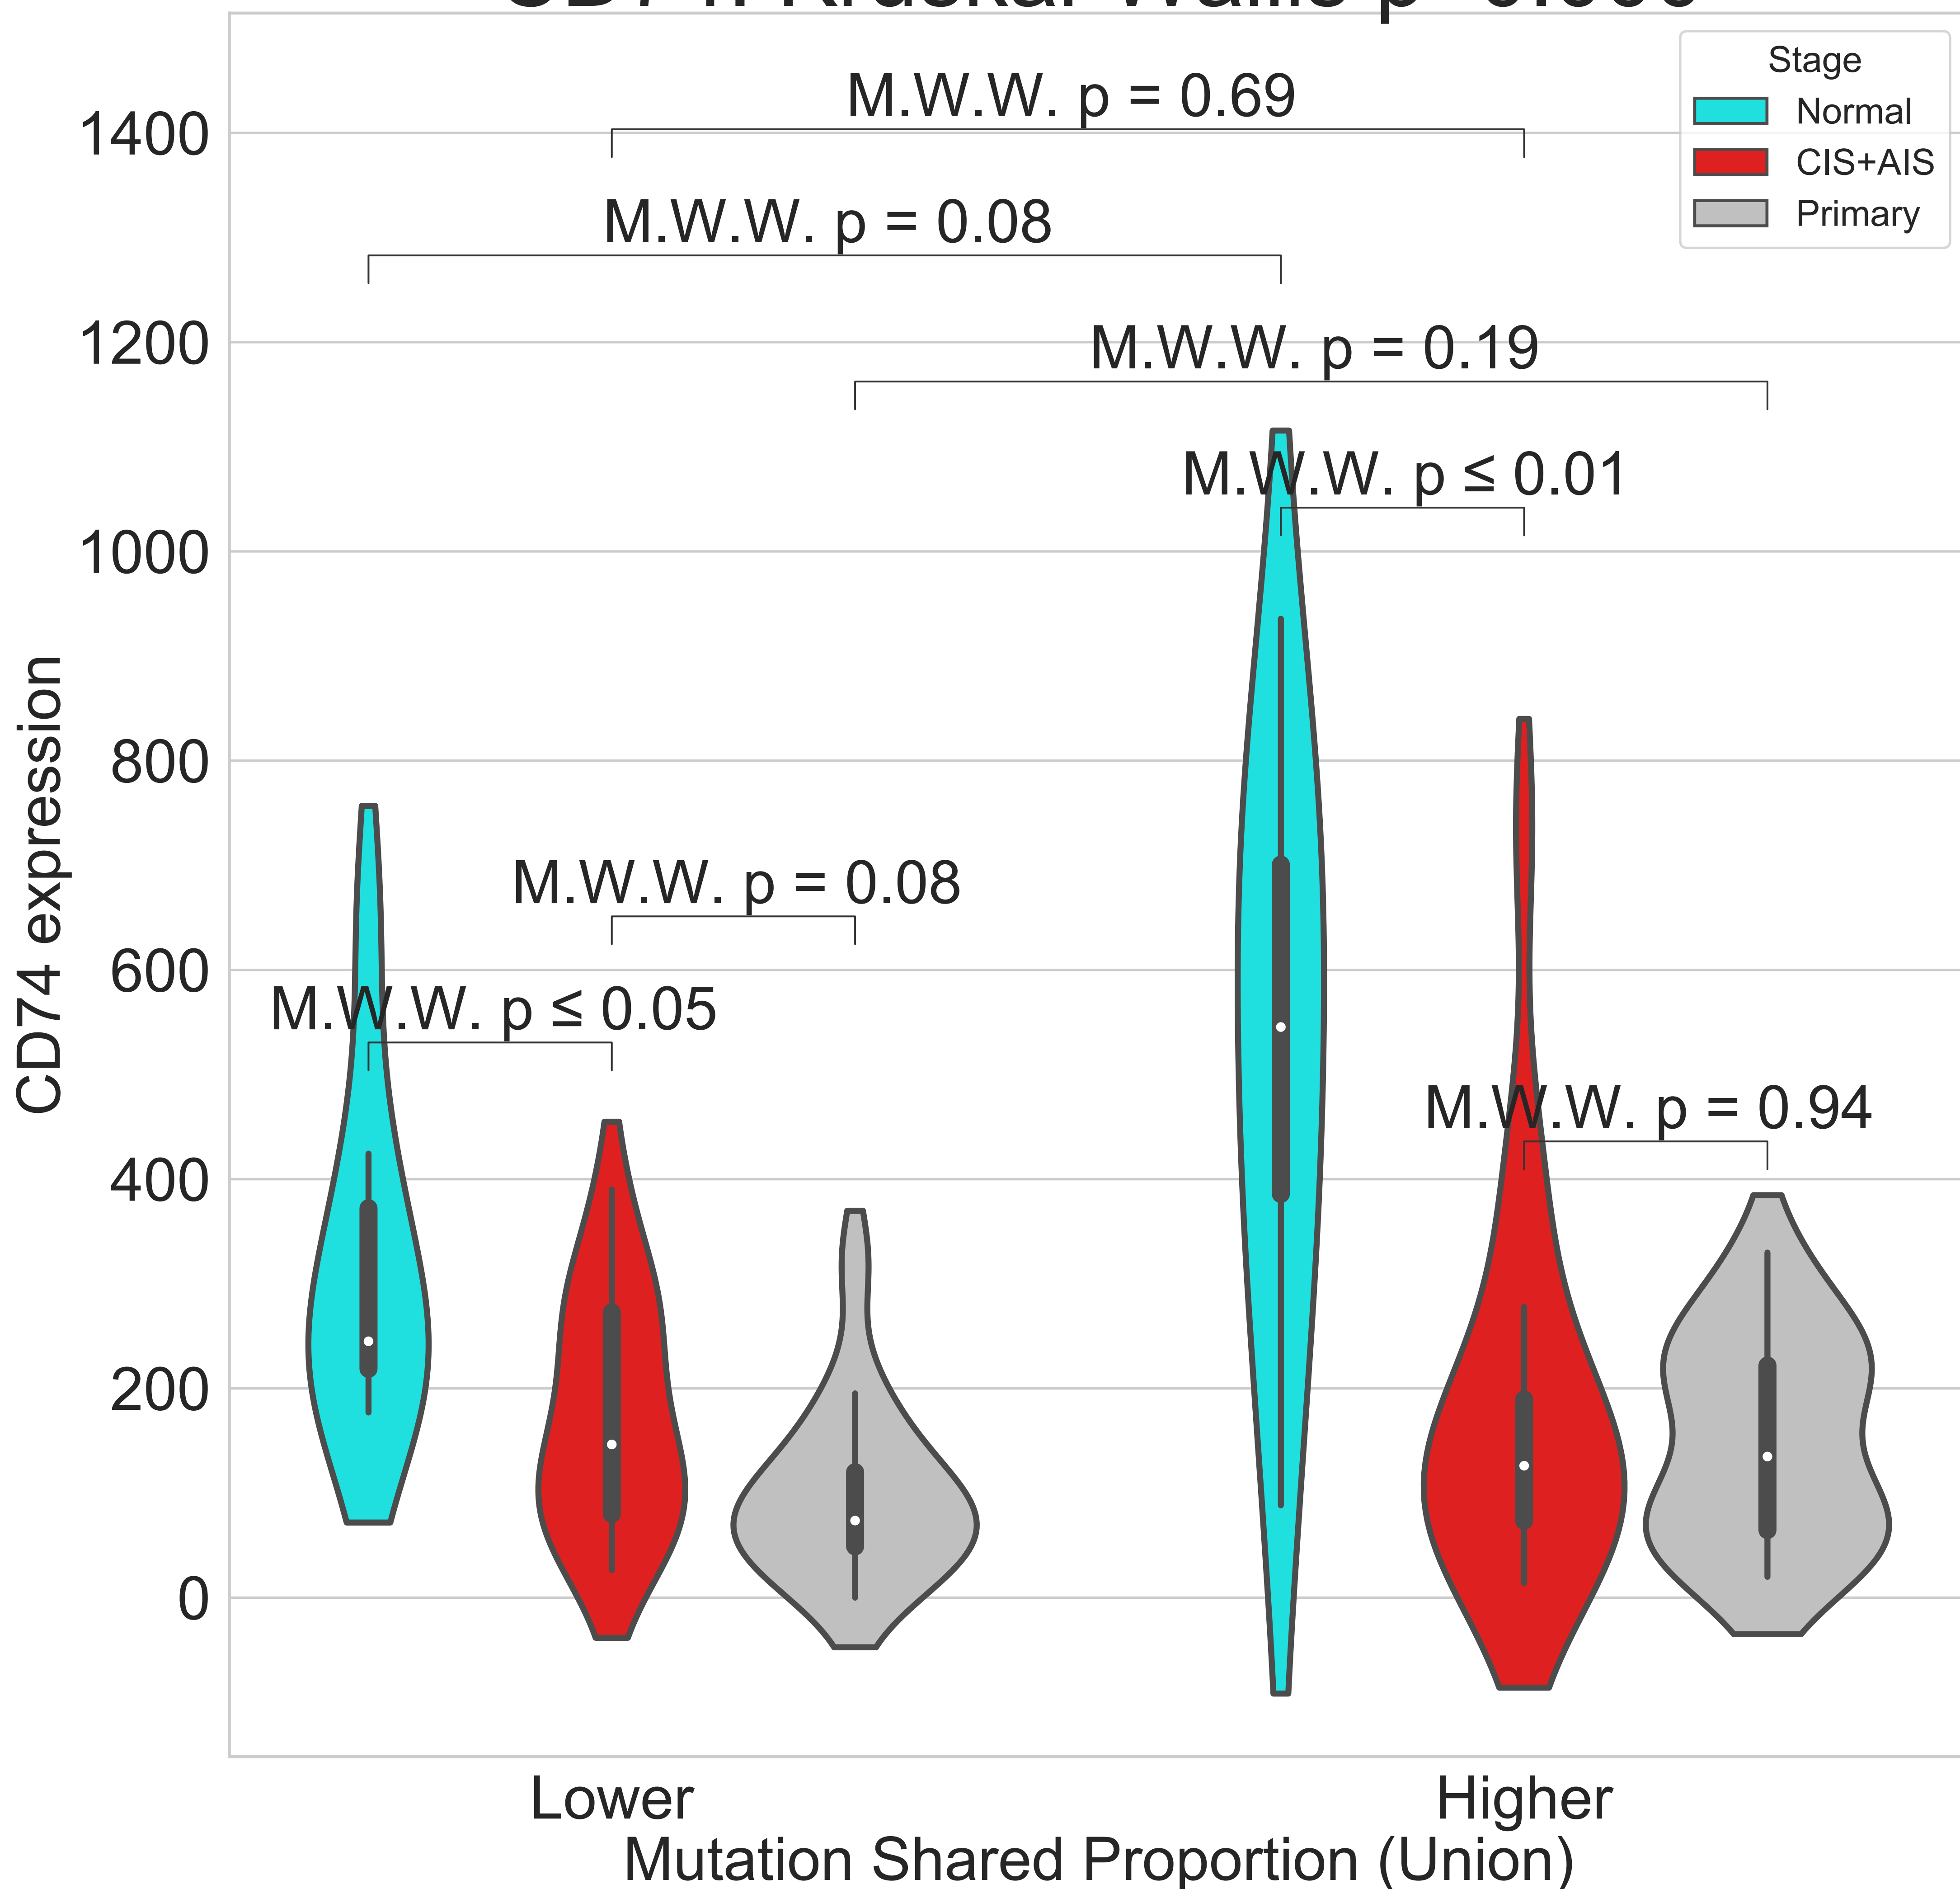 Stage
Normal
CIS+AIS
Primary
M.W.W. p = 0.69
M.W.W. p = 0.08
M.W.W. p = 0.19
M.W.W. p ≤ 0.01
M.W.W. p = 0.08
M.W.W. p ≤ 0.05
M.W.W. p = 0.94
1400
1200
1000
800
600
400
200
0
CD74 expression
Lower
Higher
Mutation Shared Proportion (Union)